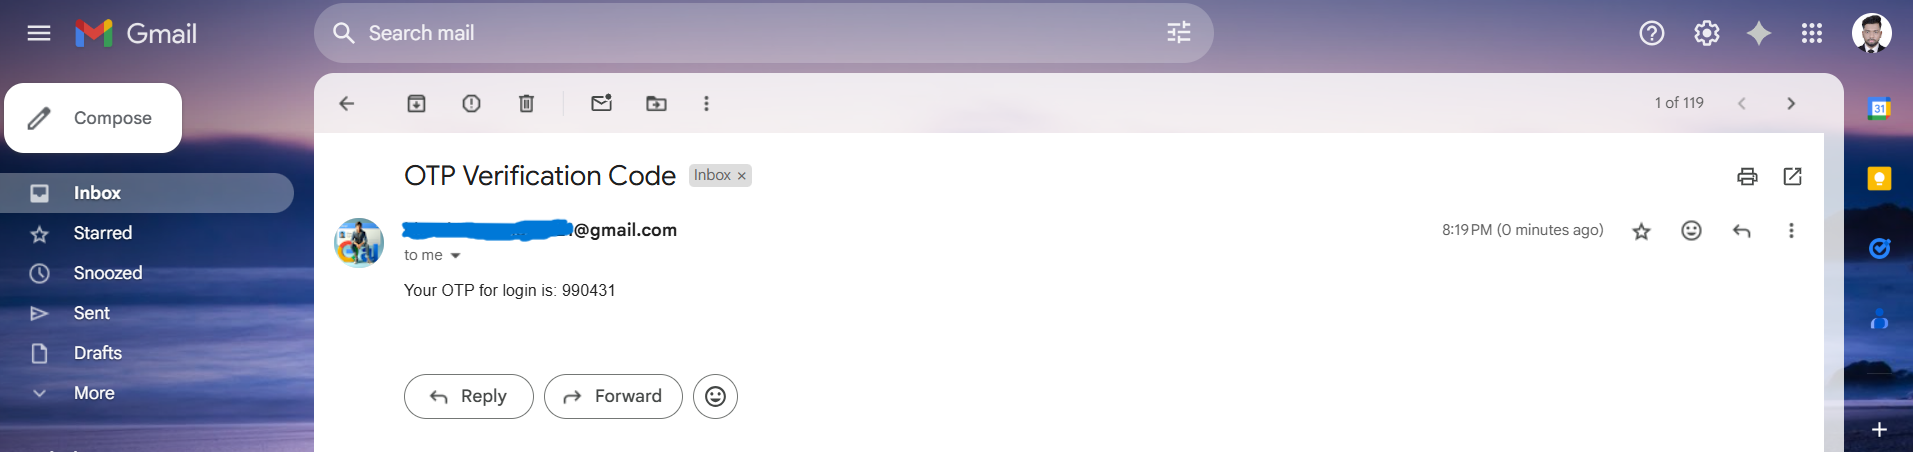 Gmail
Search mail
Compose
1 of 119
Inbox
Starred
Snoozed
Sent
Drafts
More
OTP Verification Code Inbox ×
@gmail.com 8:19 PM (0 minutes ago)
to me
Your OTP for login is: 990431
Reply Forward
31